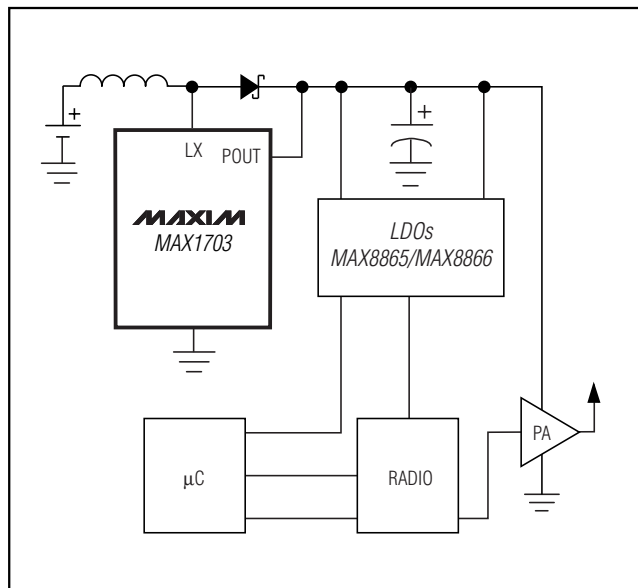 +
+
LX
POUT
MAXIM
MAX1703
LDOs
MAX8865/MAX8866
PA
μC
RADIO